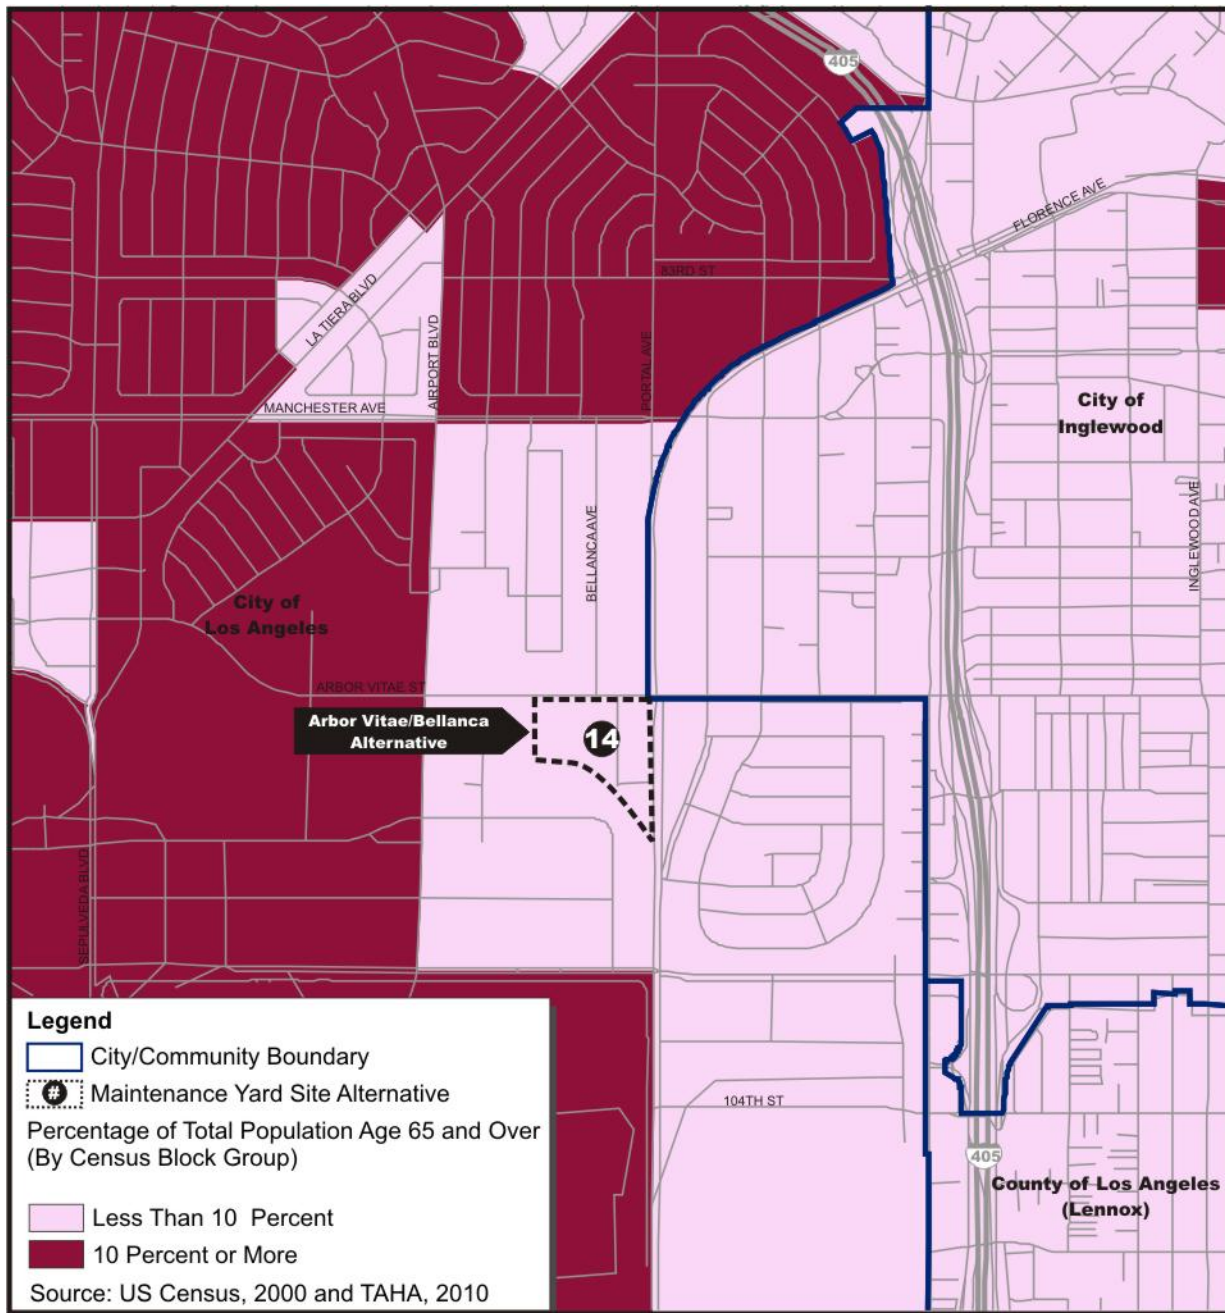 405
FLORENCE AVE
83RD ST
LA TIERA BLVD
AIRPORT BLVD
PORTAL AVE
MANCHESTER AVE
City of
Inglewood
INGLEWOOD AVE
BELLANCA AVE
City of
Los Angeles
ARBOR VITAE ST
Arbor Vitae/Bellanca
Alternative
14
SEPULVEDA BLVD
104TH ST
405
County of Los Angeles
(Lennox)
Legend
City/Community Boundary
# Maintenance Yard Site Alternative
Percentage of Total Population Age 65 and Over
(By Census Block Group)
Less Than 10 Percent
10 Percent or More
Source: US Census, 2000 and TAHA, 2010